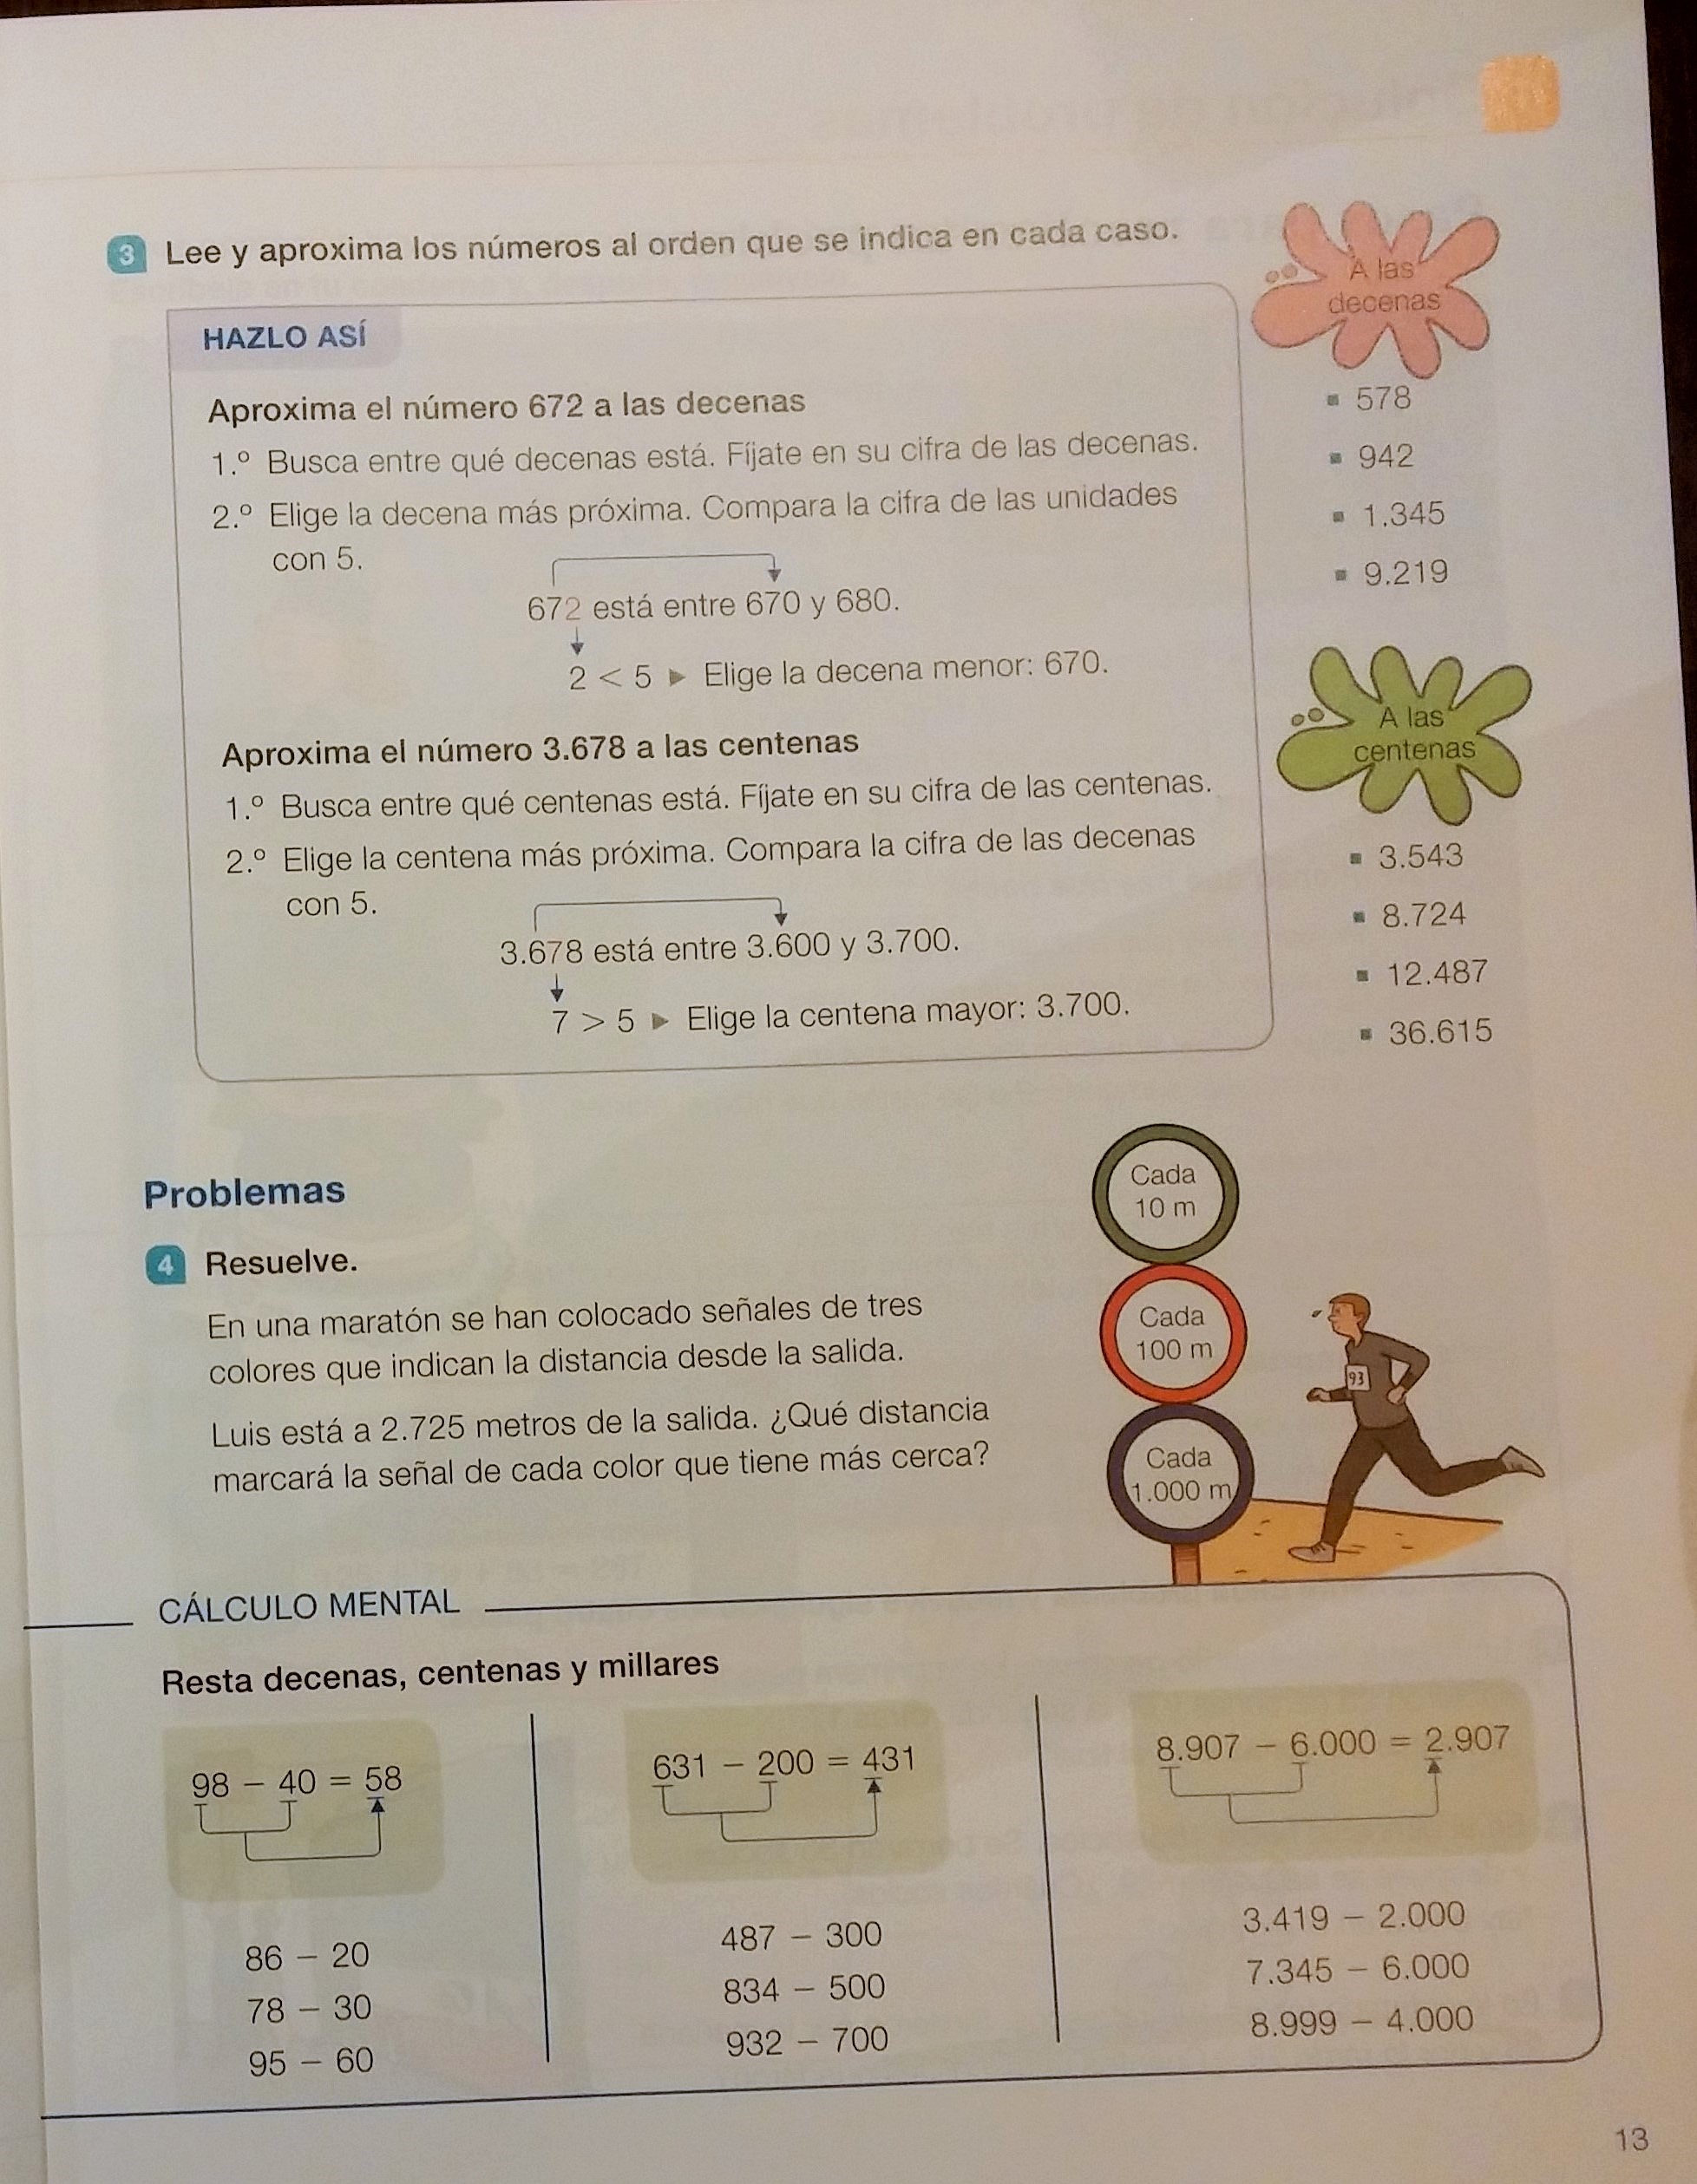 3 Lee y aproxima los números al orden que se indica en cada caso.
HAZLO ASÍ
Aproxima el número 672 a las decenas
1.º Busca entre qué decenas está. Fíjate en su cifra de las decenas.
2.º Elige la decena más próxima. Compara la cifra de las unidades
con 5.
672 está entre 670 y 680.
2 < 5 ▶ Elige la decena menor: 670.
Aproxima el número 3.678 a las centenas
1.º Busca entre qué centenas está. Fíjate en su cifra de las centenas.
2.º Elige la centena más próxima. Compara la cifra de las decenas
con 5.
3.678 está entre 3.600 y 3.700.
7 > 5 ▶ Elige la centena mayor: 3.700.
A las
decenas
▪ 578
▪ 942
▪ 1.345
▪ 9.219
A las
centenas
▪ 3.543
▪ 8.724
▪ 12.487
▪ 36.615
Problemas
4 Resuelve.
En una maratón se han colocado señales de tres
colores que indican la distancia desde la salida.
Luis está a 2.725 metros de la salida. ¿Qué distancia
marcará la señal de cada color que tiene más cerca?
Cada
10 m
Cada
100 m
Cada
1.000 m
93
CÁLCULO MENTAL
Resta decenas, centenas y millares
98 − 40 = 58
86 − 20
78 − 30
95 − 60
631 − 200 = 431
487 − 300
834 − 500
932 − 700
8.907 − 6.000 = 2.907
3.419 − 2.000
7.345 − 6.000
8.999 − 4.000
13